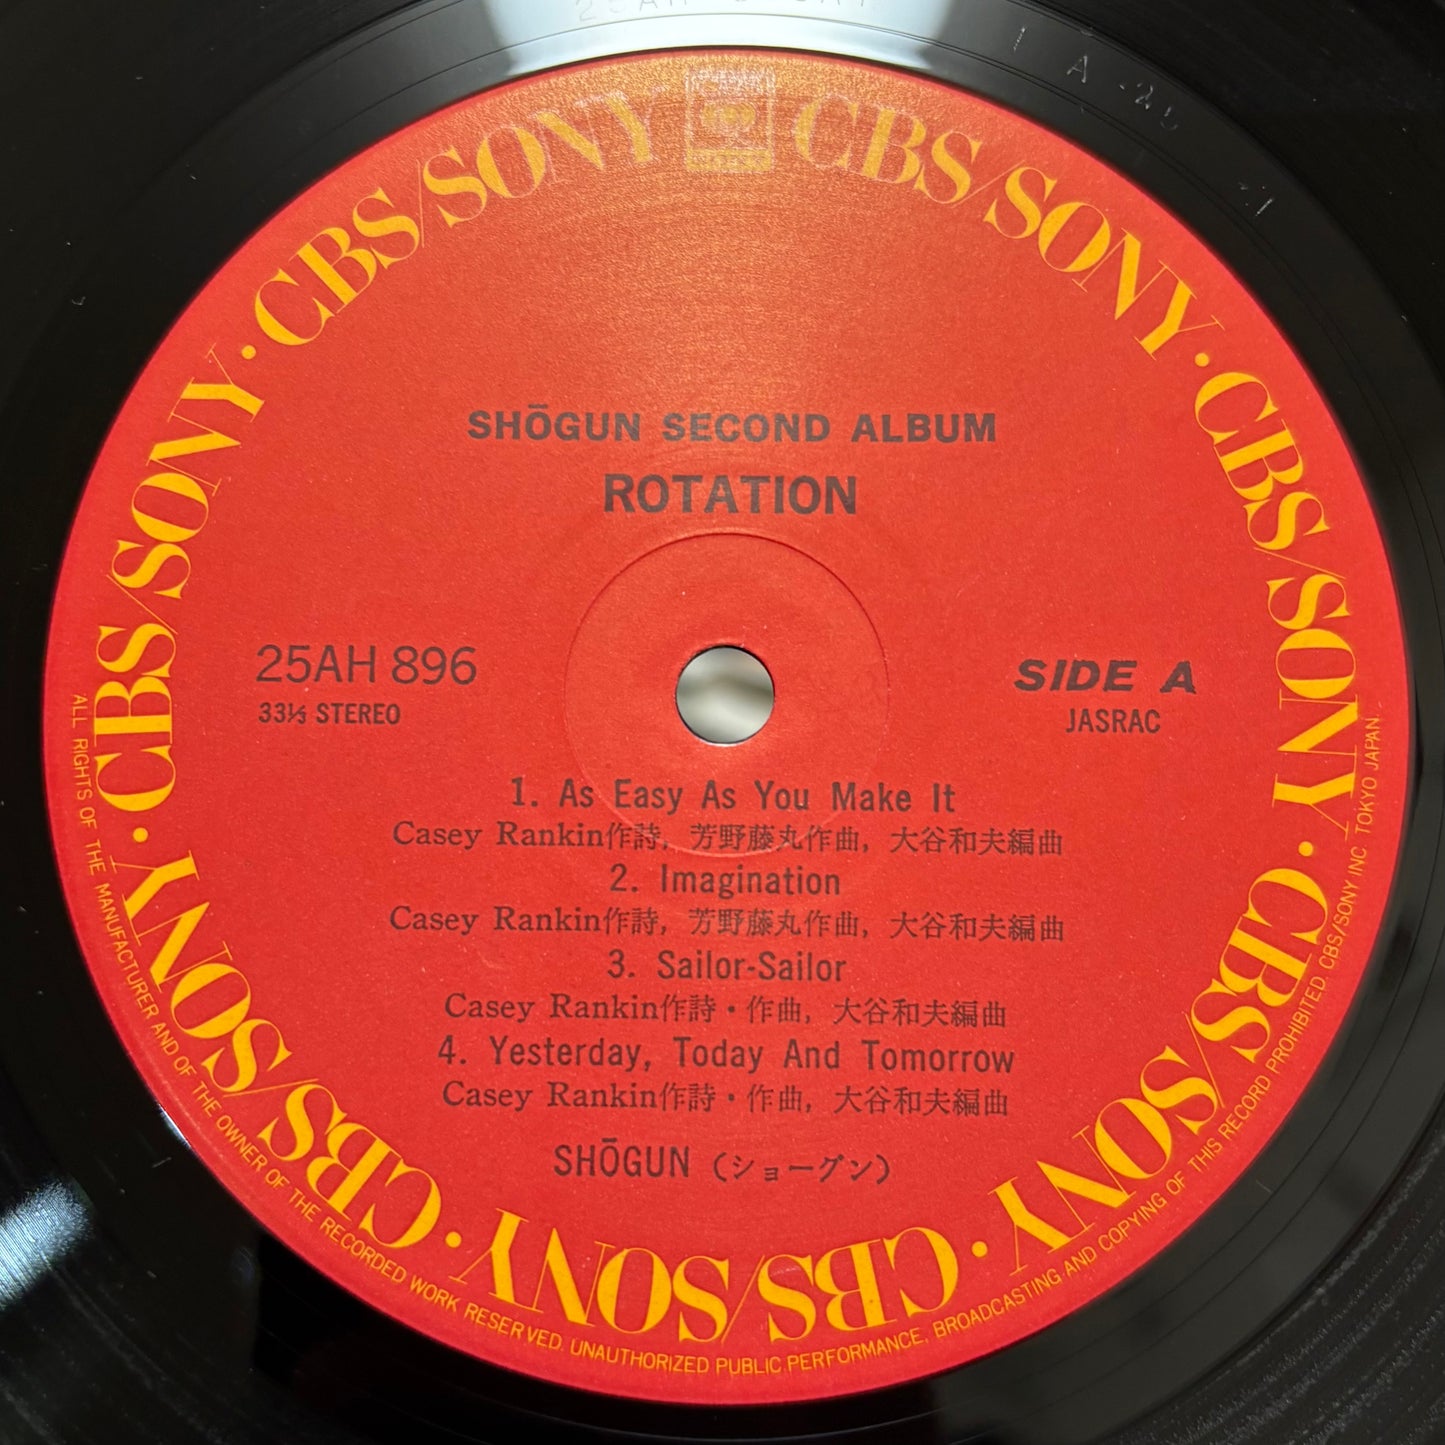 CBS/SONY CBS/SONY · CBS/SONY · CBS/SONY · CBS/SONY · CBS/SONY · CBS/SONY · CBS/SONY
SHŌGUN SECOND ALBUM
ROTATION
25AH 896
33⅓ STEREO
SIDE A
JASRAC
1. As Easy As You Make It
Casey Rankin作詩, 芳野藤丸作曲, 大谷和夫編曲
2. Imagination
Casey Rankin作詩, 芳野藤丸作曲, 大谷和夫編曲
3. Sailor-Sailor
Casey Rankin作詩・作曲, 大谷和夫編曲
4. Yesterday, Today And Tomorrow
Casey Rankin作詩・作曲, 大谷和夫編曲
SHŌGUN (ショーグン)
ALL RIGHTS OF THE MANUFACTURER AND OF THE OWNER OF THE RECORDED WORK RESERVED. UNAUTHORIZED PUBLIC PERFORMANCE, BROADCASTING AND COPYING OF THIS RECORD PROHIBITED. CBS/SONY INC. TOKYO JAPAN.